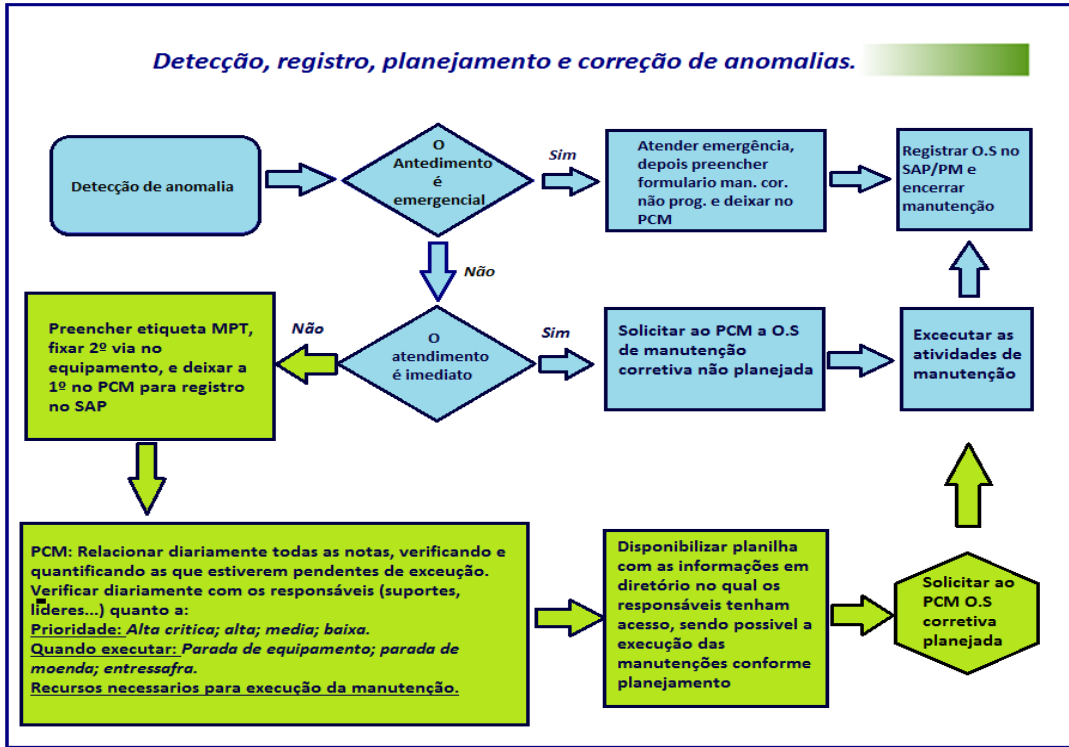 Detecção, registro, planejamento e correção de anomalias.
Detecção de anomalia
O
Antedimento
é
emergencial
Sim
Atender emergência,
depois preencher
formulario man. cor.
não prog. e deixar no
PCM
Registrar O.S no
SAP/PM e
encerrar
manutenção
Não
Preencher etiqueta MPT,
fixar 2º via no
equipamento, e deixar a
1º no PCM para registro
no SAP
Não
O
atendimento
é imediato
Sim
Solicitar ao PCM a O.S
de manutenção
corretiva não planejada
Excecutar as
atividades de
manutenção
PCM: Relacionar diariamente todas as notas, verificando e
quantificando as que estiverem pendentes de exceução.
Verificar diariamente com os responsáveis (suportes,
líderes...) quanto a:
Prioridade: Alta critica; alta; media; baixa.
Quando executar: Parada de equipamento; parada de
moenda; entressafra.
Recursos necessarios para execução da manutenção.
Disponibilizar planilha
com as informações em
diretório no qual os
responsáveis tenham
acesso, sendo possivel a
execução das
manutenções conforme
planejamento
Solicitar ao
PCM O.S
corretiva
planejada